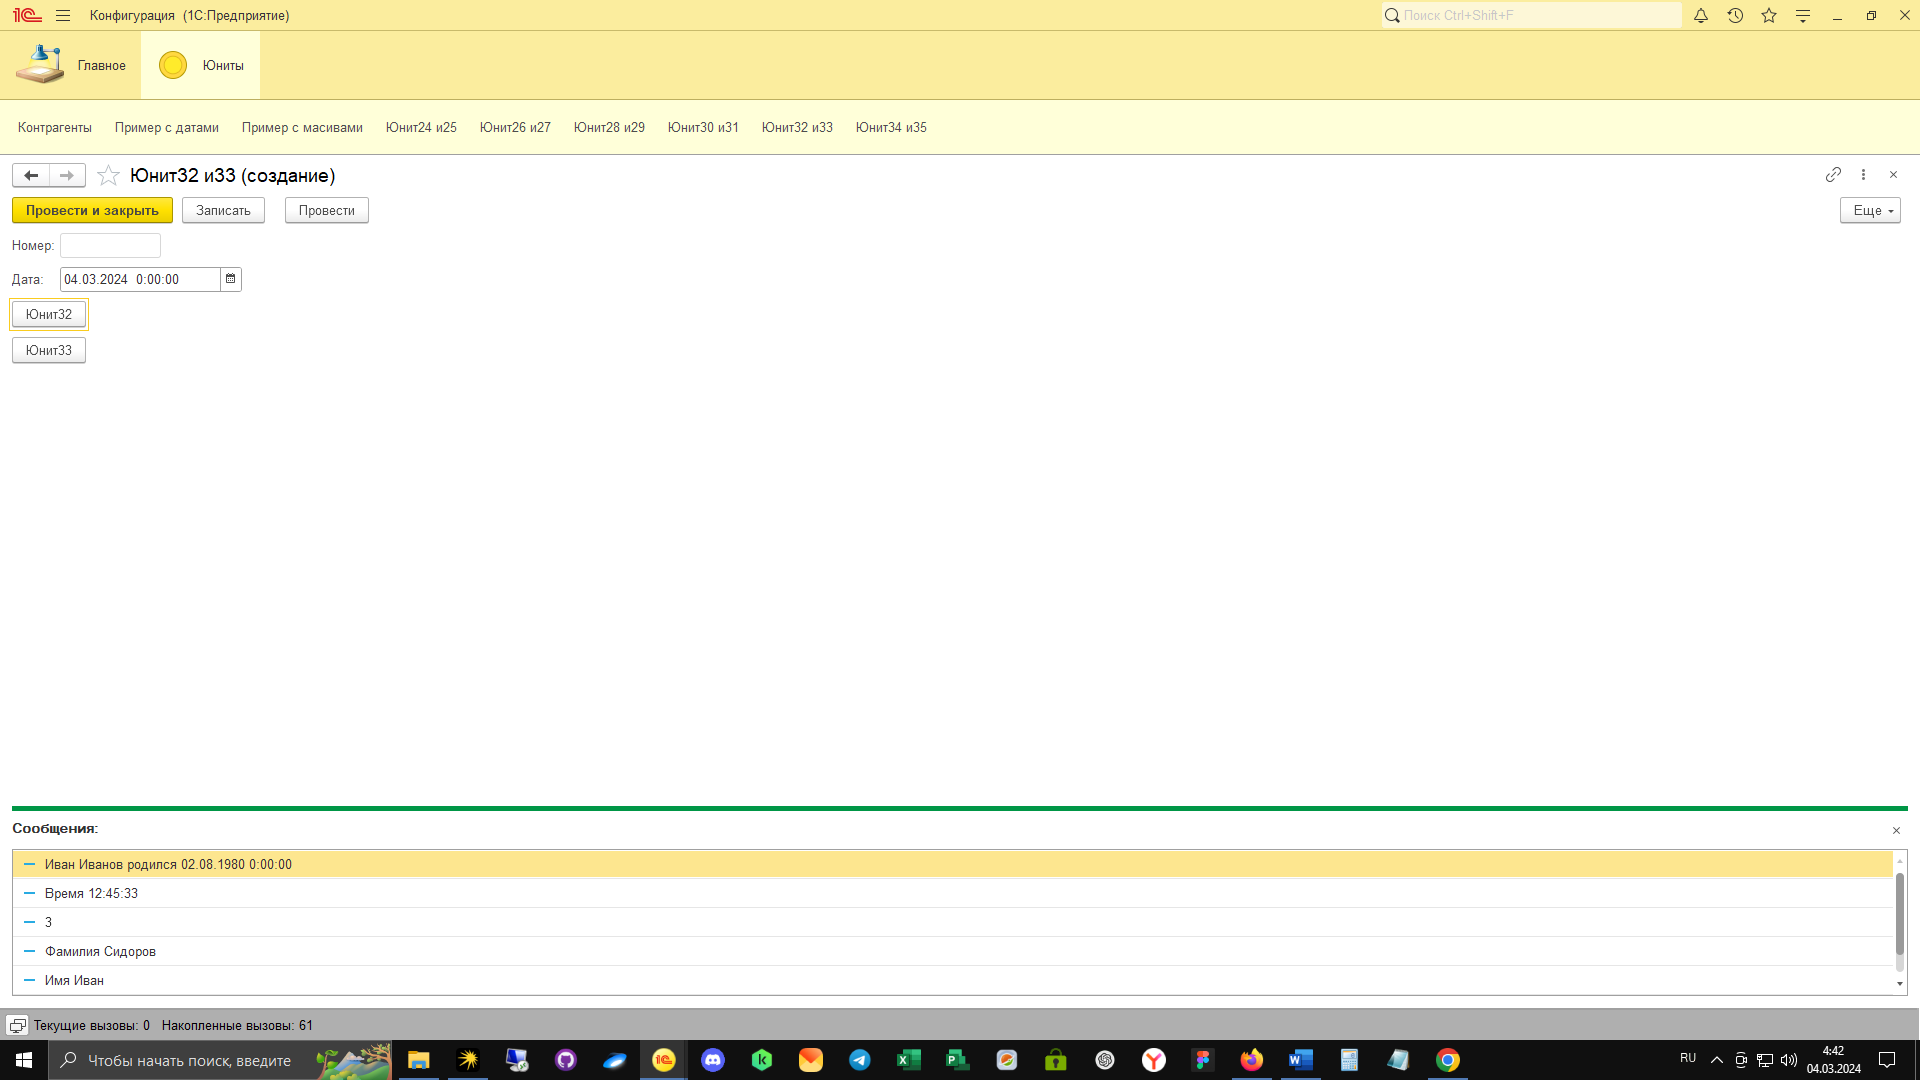 Конфигурация (1С:Предприятие)
Поиск Ctrl+Shift+F
Главное
Юниты
Контрагенты Пример с датами Пример с масивами Юнит24 и25 Юнит26 и27 Юнит28 и29 Юнит30 и31 Юнит32 и33 Юнит34 и35
Юнит32 и33 (создание)
Провести и закрыть Записать Провести Еще
Номер:
Дата: 04.03.2024 0:00:00
Юнит32
Юнит33
Сообщения:
Иван Иванов родился 02.08.1980 0:00:00
Время 12:45:33
3
Фамилия Сидоров
Имя Иван
Текущие вызовы: 0 Накопленные вызовы: 61
Чтобы начать поиск, введите
RU
4:42
04.03.2024